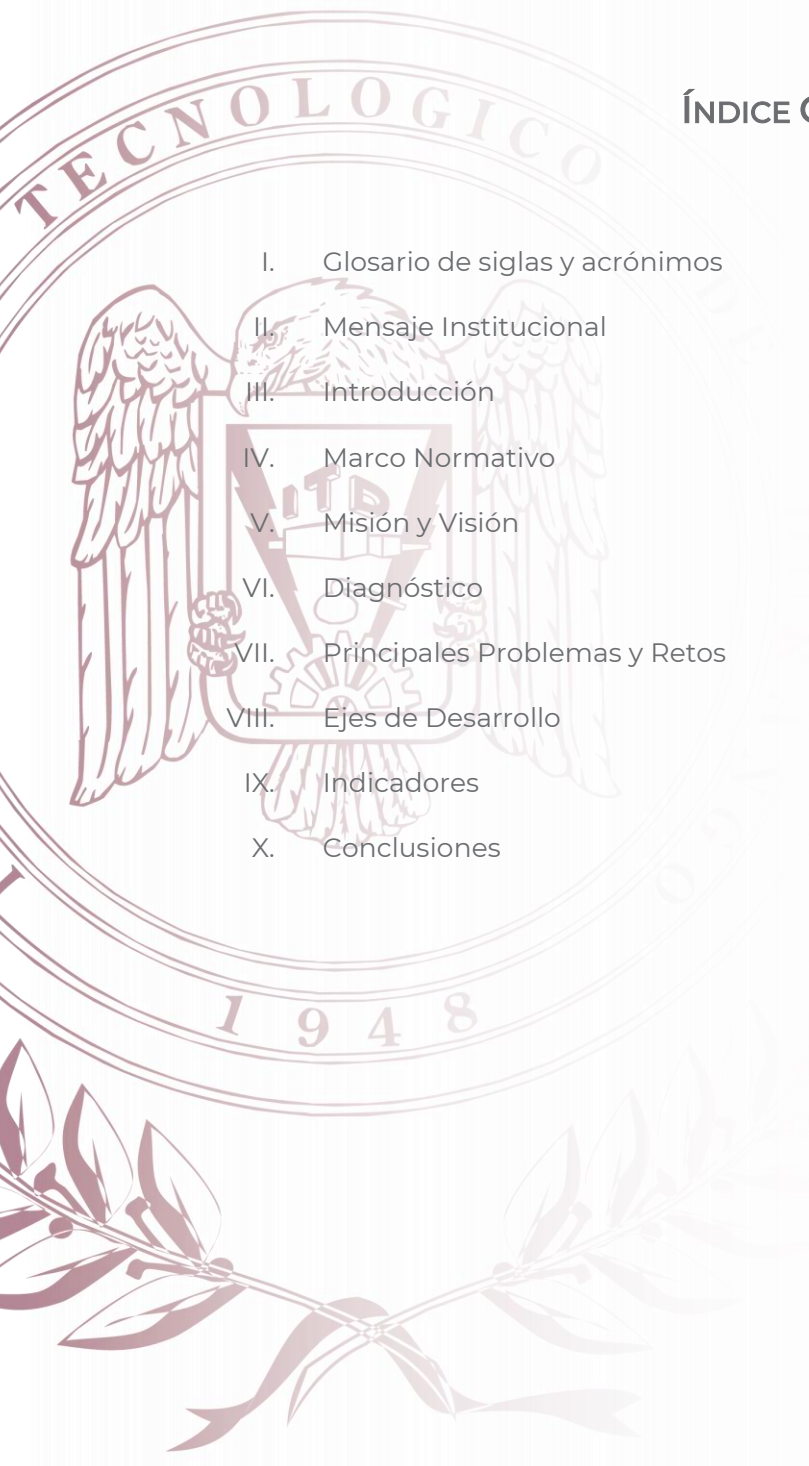 ÍNDICE
I. Glosario de siglas y acrónimos
II. Mensaje Institucional
III. Introducción
IV. Marco Normativo
V. Misión y Visión
VI. Diagnóstico
VII. Principales Problemas y Retos
VIII. Ejes de Desarrollo
IX. Indicadores
X. Conclusiones
TECNOLOGICO
ITD
1948